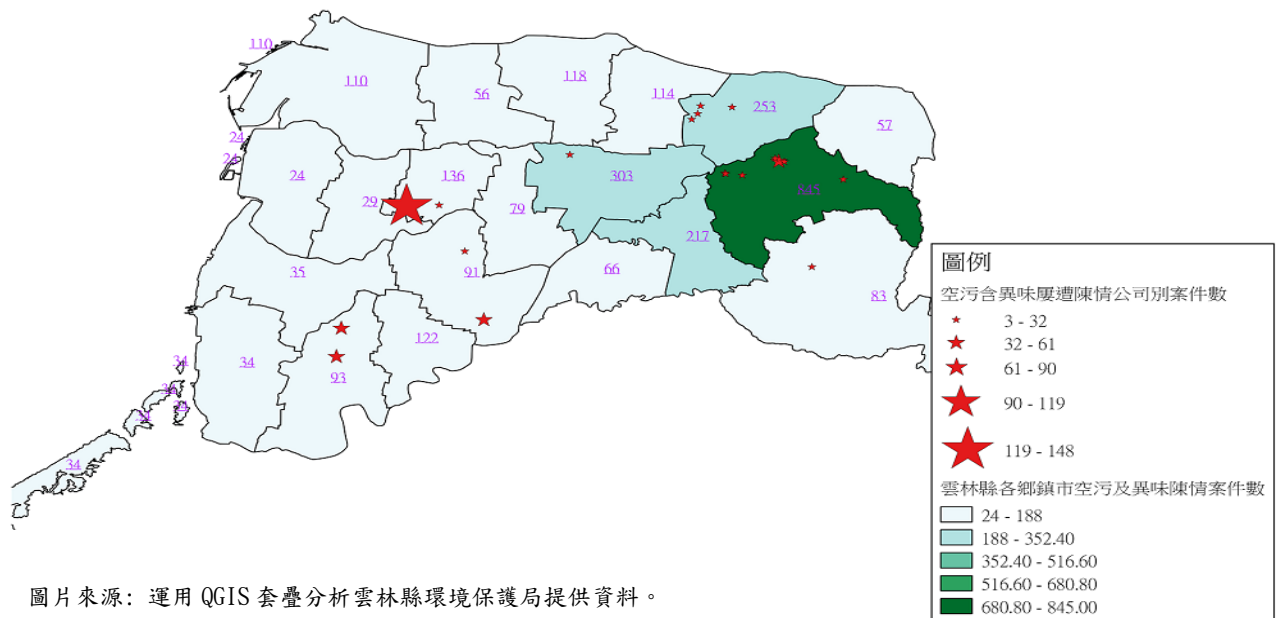 110
110
56
118
114
253
57
24
24
24
29
136
79
303
845
217
35
91
66
83
34
122
93
34
34
34
34
34
圖例
空污含異味屢遭陳情公司別案件數
3 - 32
32 - 61
61 - 90
90 - 119
119 - 148
雲林縣各鄉鎮市空污及異味陳情案件數
24 - 188
188 - 352.40
352.40 - 516.60
516.60 - 680.80
680.80 - 845.00
圖片來源: 運用 QGIS 套疊分析雲林縣環境保護局提供資料。